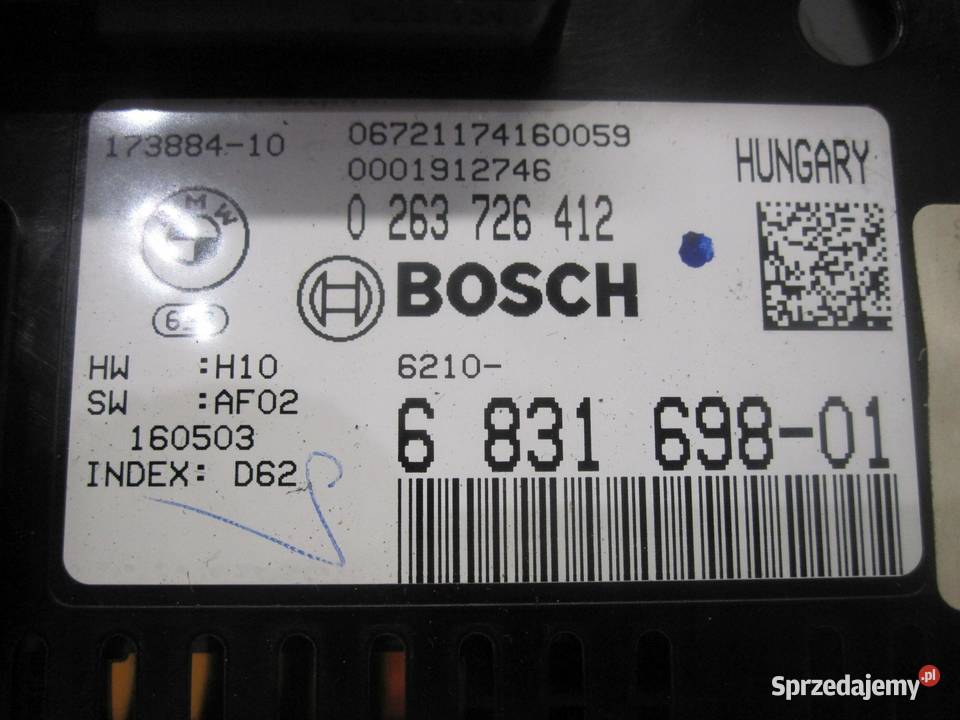 173884-10
06721174160059
0001912746
HUNGARY
0 263 726 412
BMW
BOSCH
HW :H10
6210-
SW :AF02
6 831 698-01
160503
INDEX: D62
Sprzedajemy.pl